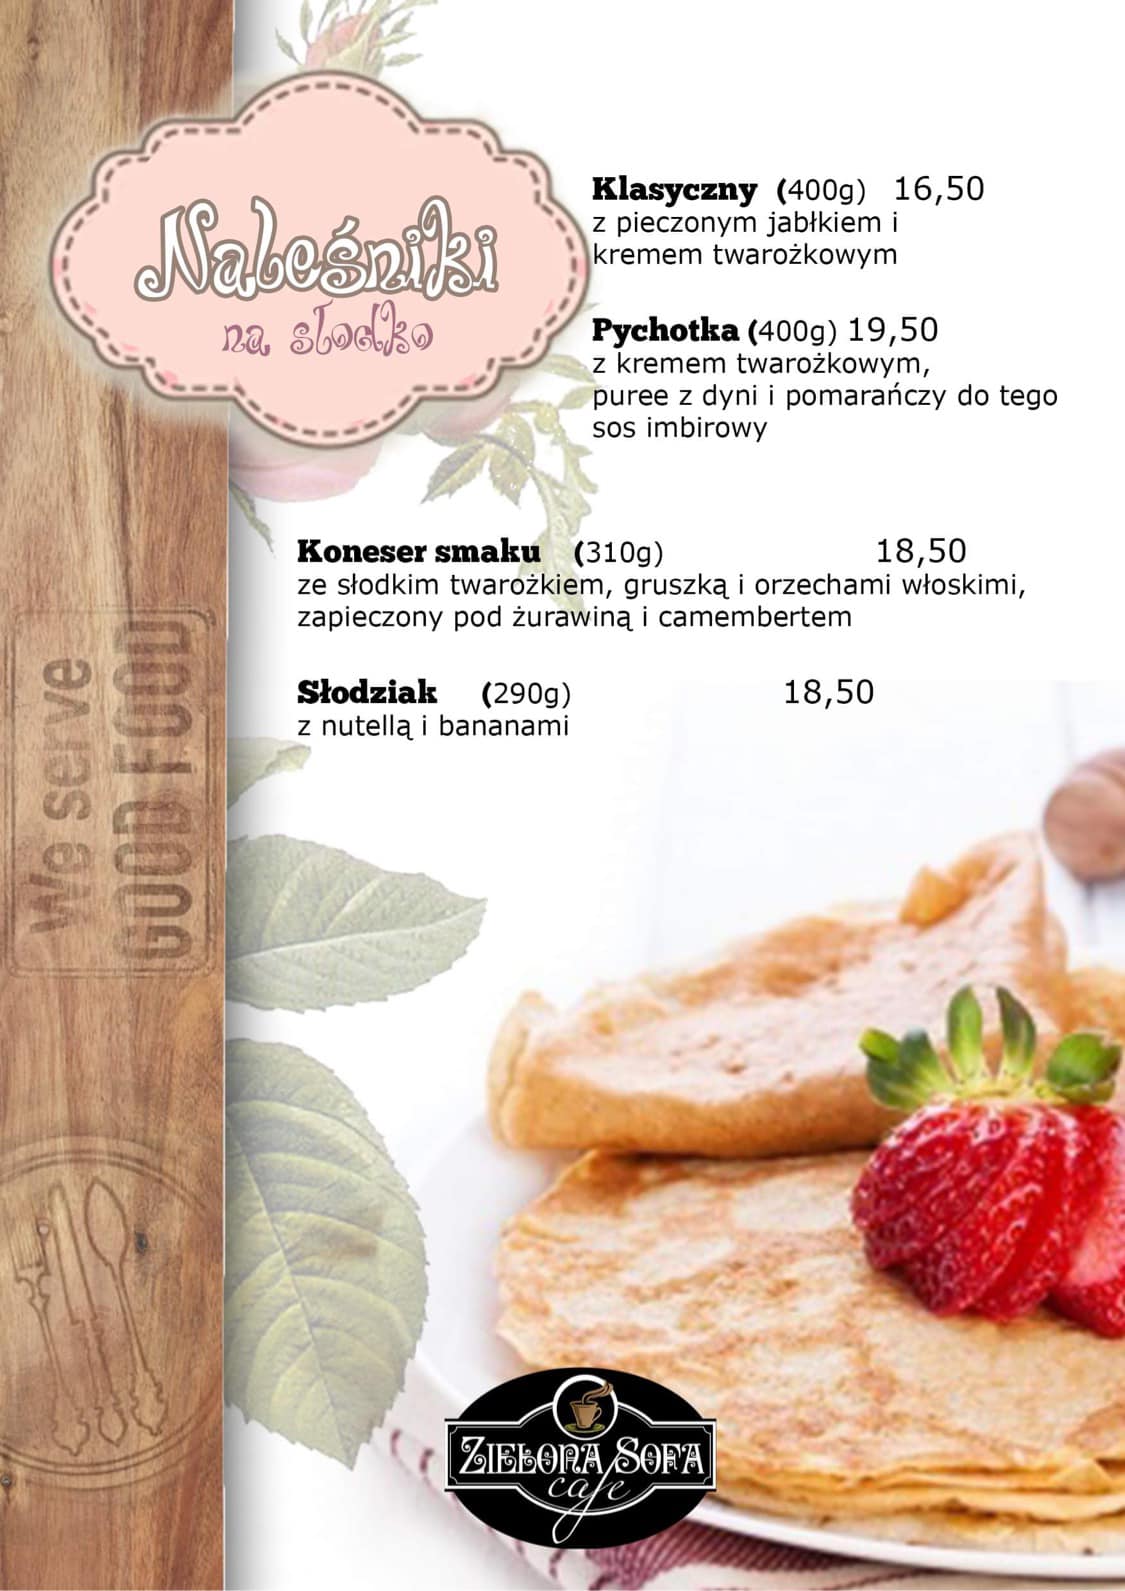 Naleśniki
na słodko
Klasyczny (400g) 16,50
z pieczonym jabłkiem i
kremem twarożkowym
Pychotka (400g) 19,50
z kremem twarożkowym,
puree z dyni i pomarańczy do tego
sos imbirowy
Koneser smaku (310g) 18,50
ze słodkim twarożkiem, gruszką i orzechami włoskimi,
zapieczony pod żurawiną i camembertem
Słodziak (290g) 18,50
z nutellą i bananami
We serve
GOOD FOOD
ZIELONA SOFA
cafe